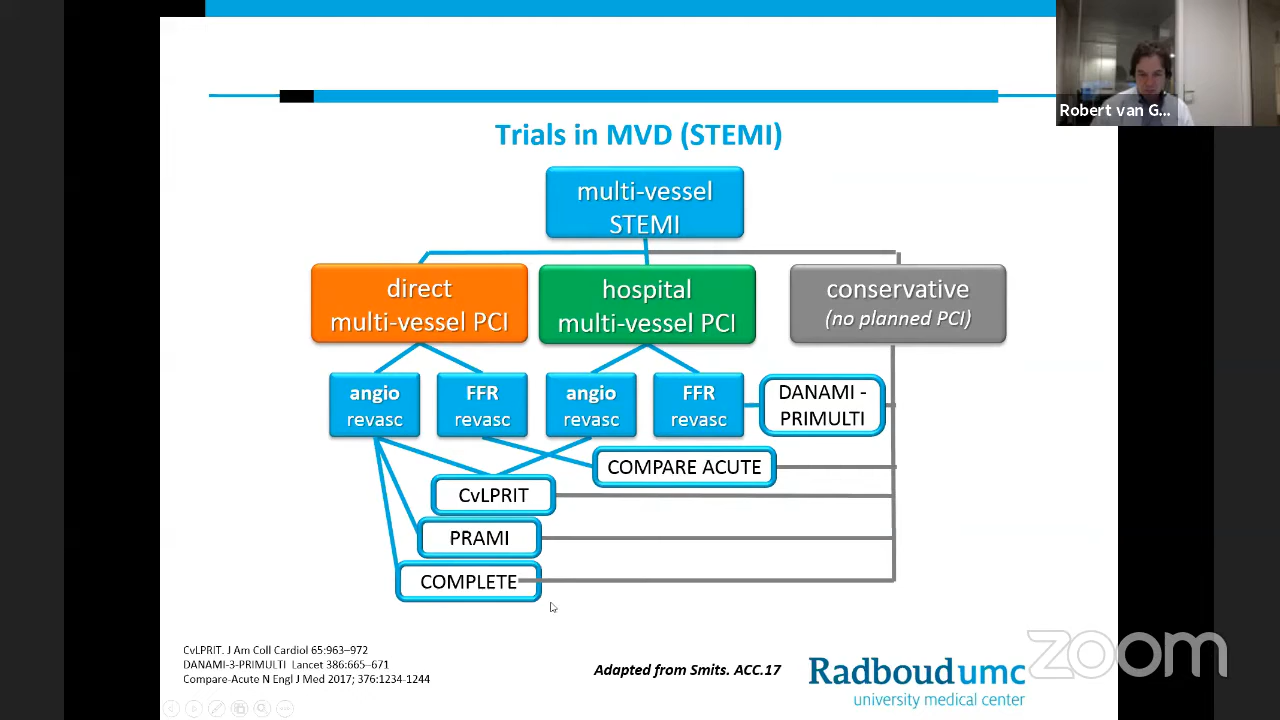 Robert van G...
Trials in MVD (STEMI)
multi-vessel
STEMI
direct
multi-vessel PCI
hospital
multi-vessel PCI
conservative
(no planned PCI)
angio
revasc
FFR
revasc
angio
revasc
FFR
revasc
DANAMI -
PRIMULTI
COMPARE ACUTE
CvLPRIT
PRAMI
COMPLETE
CvLPRIT. J Am Coll Cardiol 65:963–972
DANAMI-3-PRIMULTI Lancet 386:665–671
Compare-Acute N Engl J Med 2017; 376:1234-1244
Adapted from Smits. ACC.17
Radboudumc
university medical center
zoom